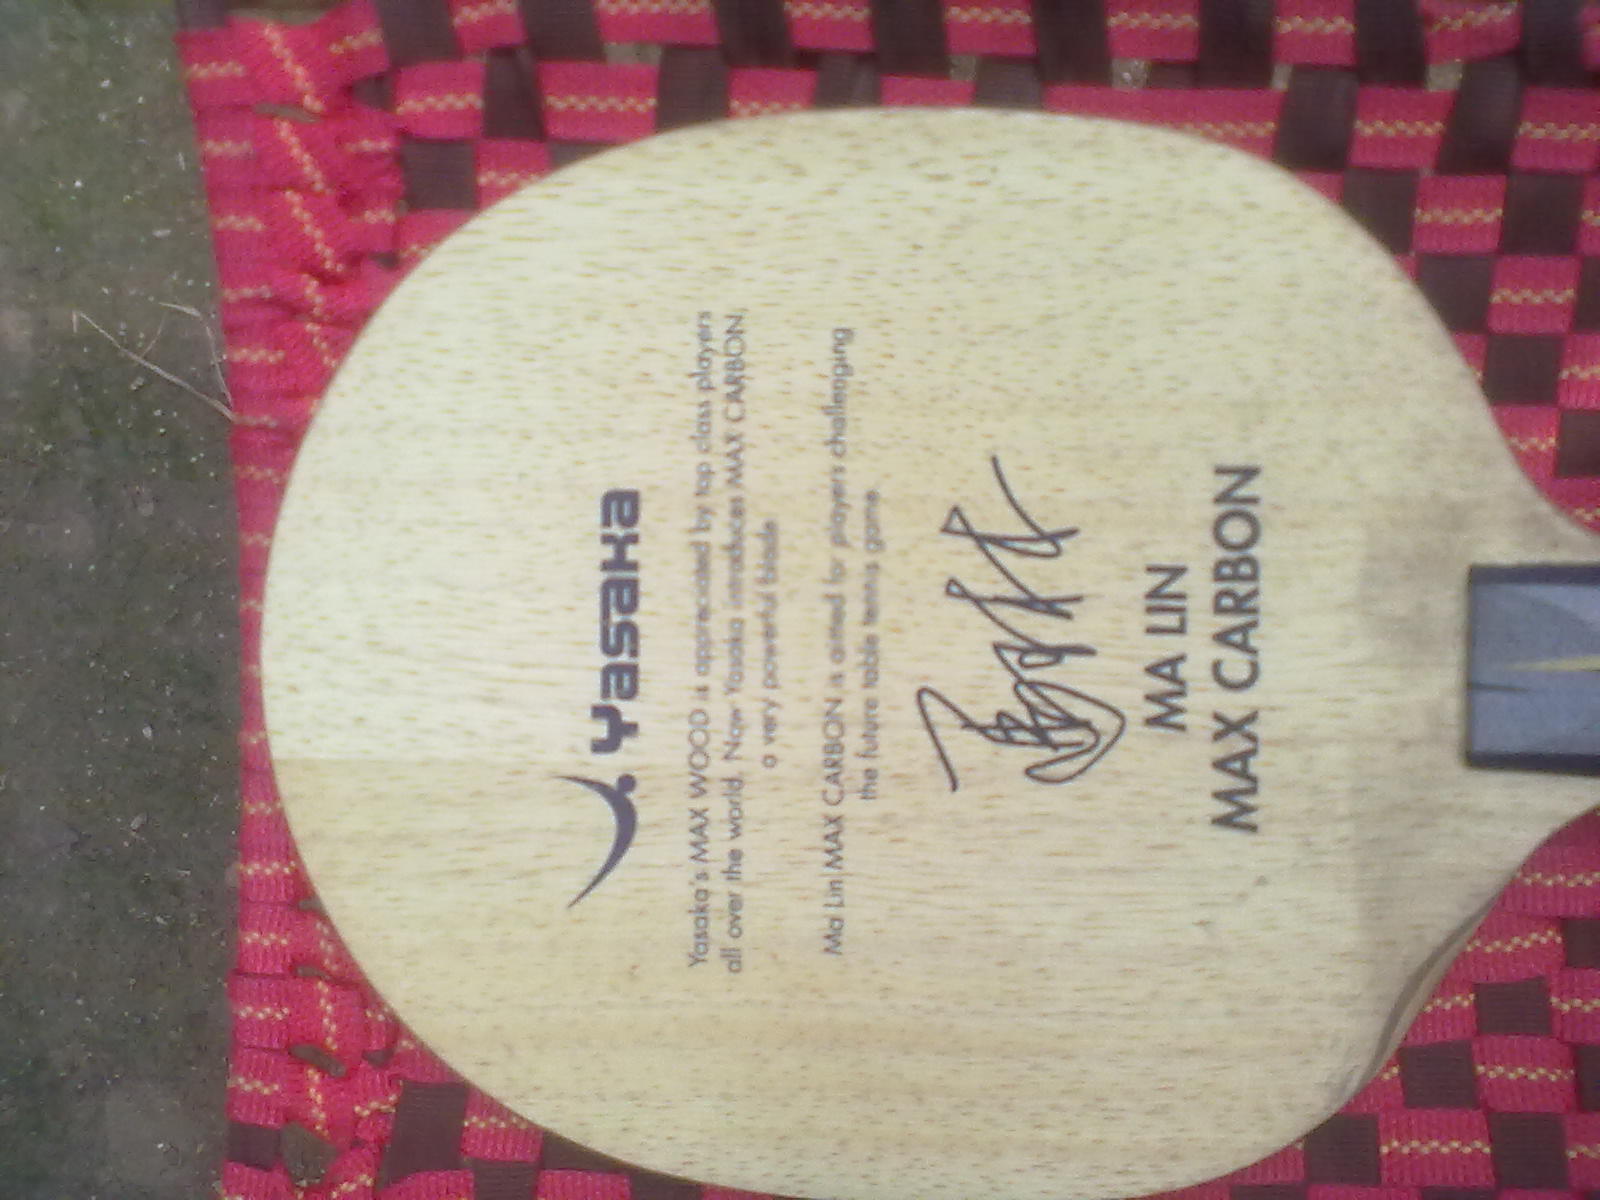 Yasaka
Yasaka's MAX WOOD is appreciated by top class players
all over the world. Now Yasaka introduces MAX CARBON,
a very powerful blade
Ma Lin MAX CARBON is aimed for players challenging
the future table tennis game.
马林
MA LIN
MAX CARBON